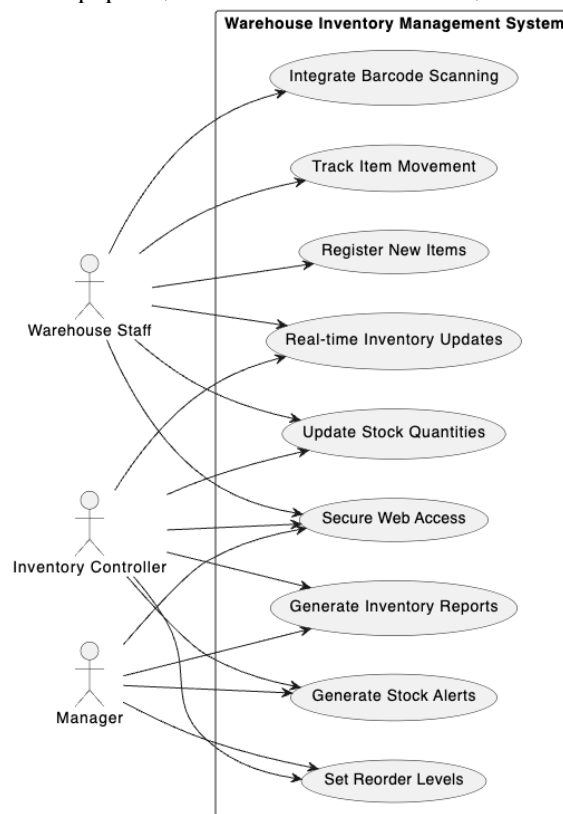 Warehouse Inventory Management System
Integrate Barcode Scanning
Track Item Movement
Register New Items
Warehouse Staff
Real-time Inventory Updates
Update Stock Quantities
Secure Web Access
Inventory Controller
Generate Inventory Reports
Generate Stock Alerts
Manager
Set Reorder Levels